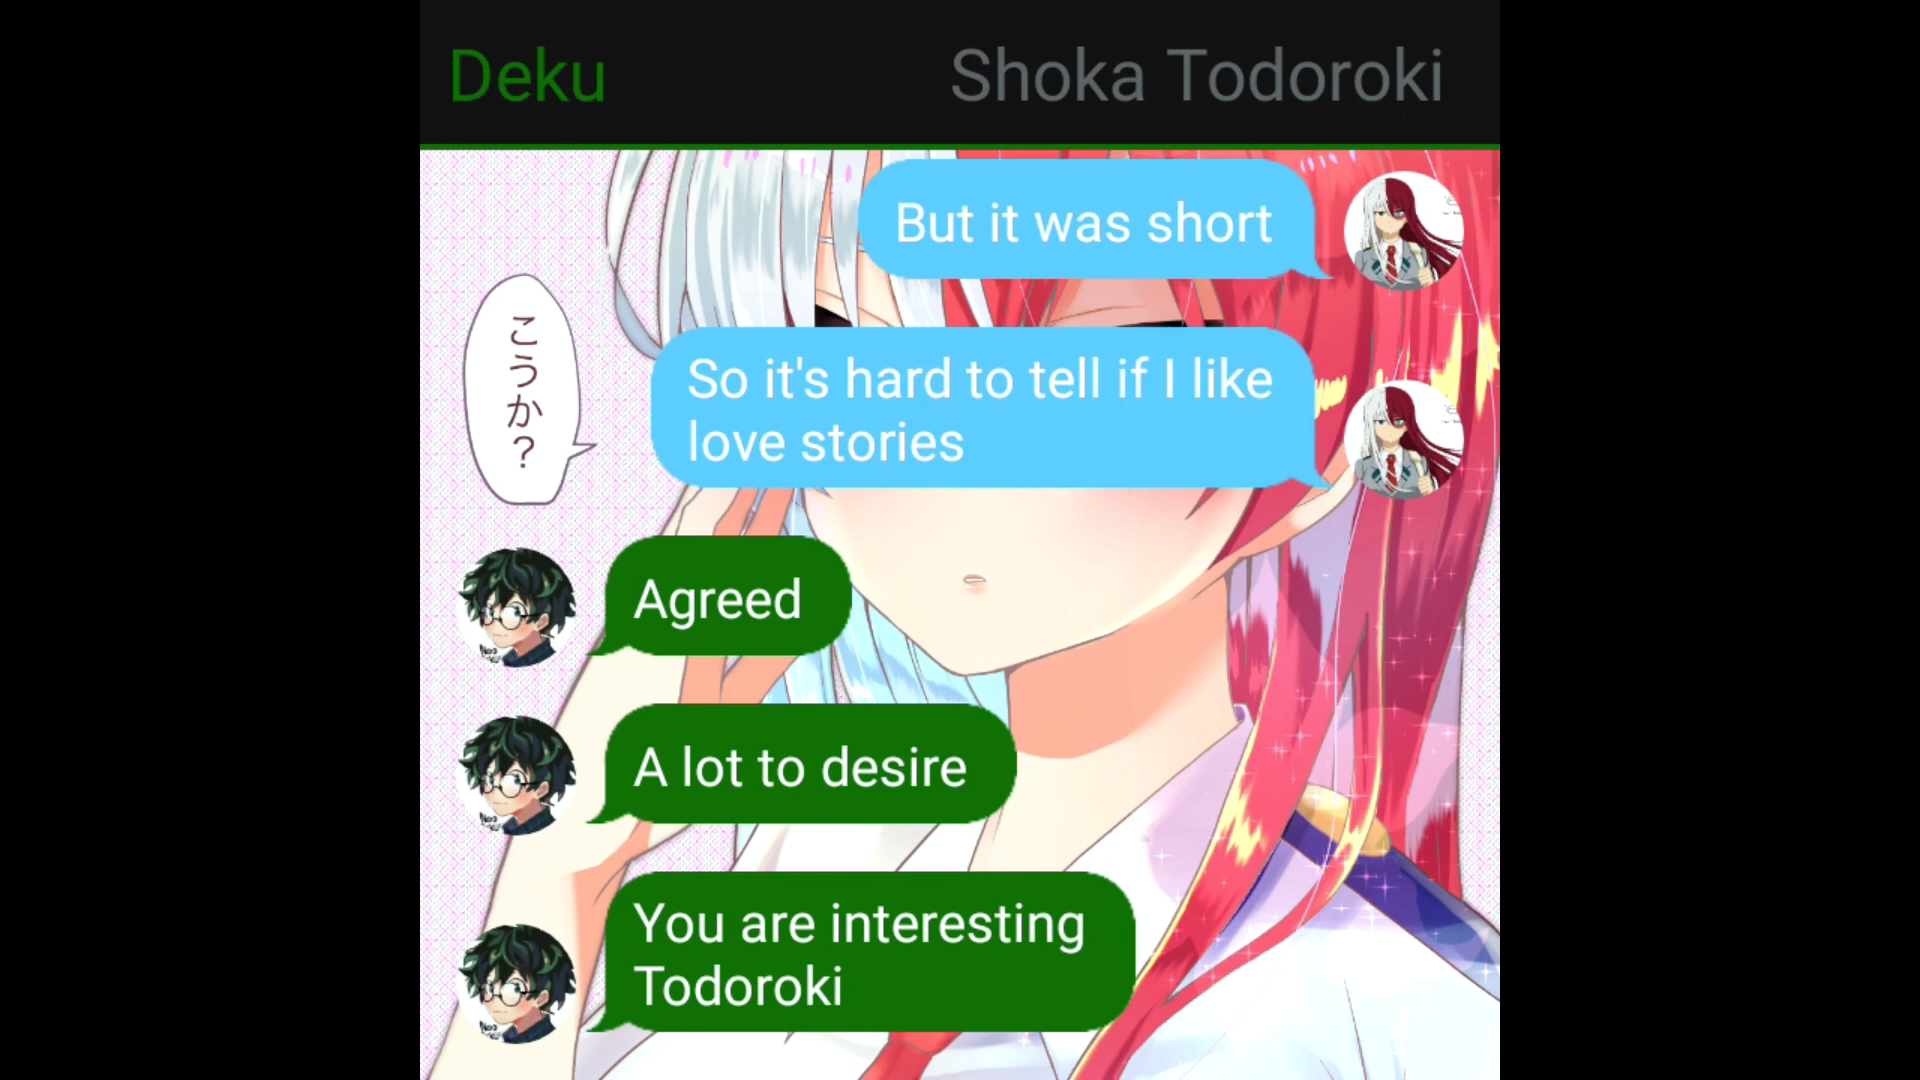 Deku
Shoka Todoroki
But it was short
こうか?
So it's hard to tell if I like
love stories
Agreed
A lot to desire
You are interesting
Todoroki